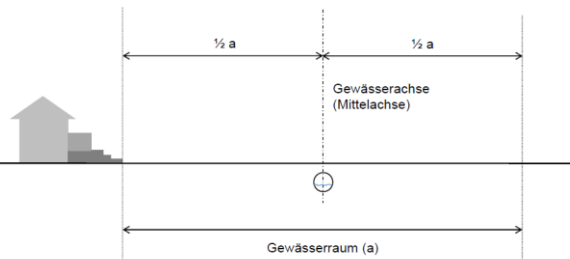 ½ a
½ a
Gewässerachse
(Mittelachse)
Gewässerraum (a)